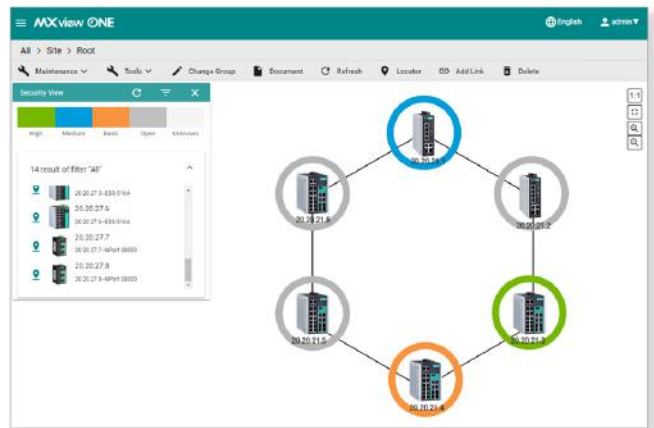 MXview ONE
English
admin
All > Site > Root
Maintenance
Tools
Change Group
Document
Refresh
Locator
Add Link
Delete
Security View
X
High
Medium
Basic
Open
Unknown
14 result of filter "All"
20.20.27.6
20.20.27.7
20.20.27.8
1:1
20.20.21.1
20.20.21.6
20.20.21.2
20.20.21.5
20.20.21.3
20.20.21.4